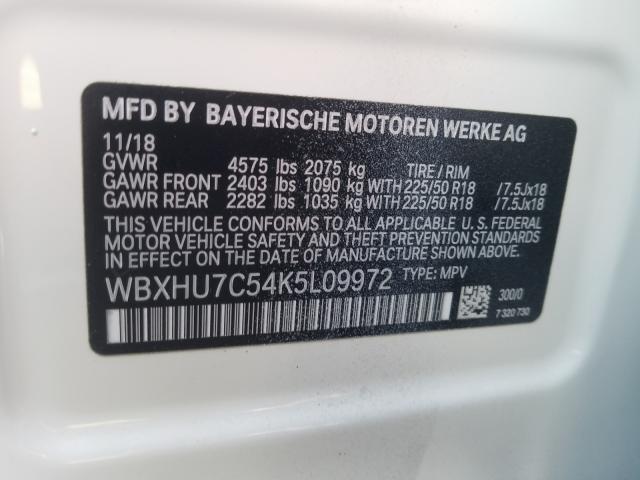 MFD BY BAYERISCHE MOTOREN WERKE AG
11/18
GVWR 4575 lbs 2075 kg TIRE / RIM
GAWR FRONT 2403 lbs 1090 kg WITH 225/50 R18 /7.5Jx18
GAWR REAR 2282 lbs 1035 kg WITH 225/50 R18 /7.5Jx18
THIS VEHICLE CONFORMS TO ALL APPLICABLE U. S. FEDERAL
MOTOR VEHICLE SAFETY AND THEFT PREVENTION STANDARDS
IN EFFECT ON THE DATE OF MANUFACTURE SHOWN ABOVE.
WBXHU7C54K5L09972 TYPE: MPV
300/0
7 320 730